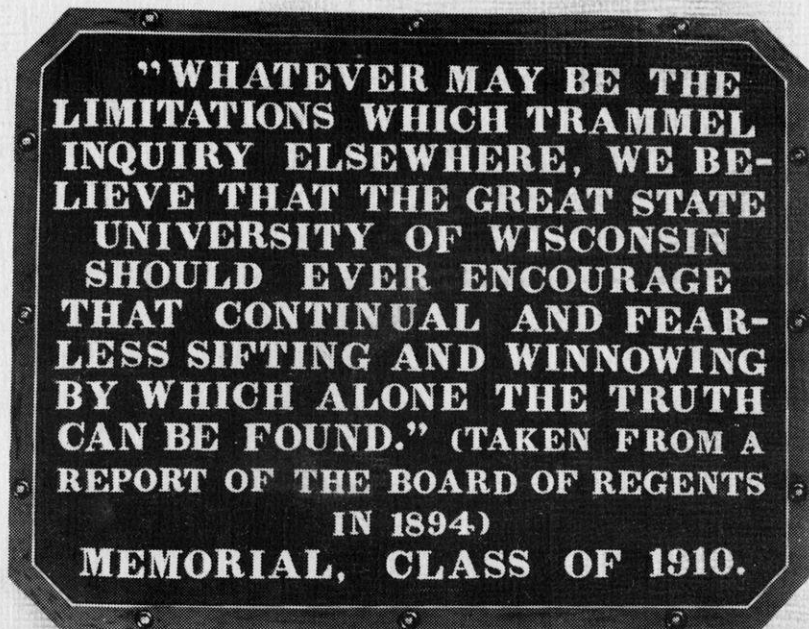 "WHATEVER MAY BE THE
LIMITATIONS WHICH TRAMMEL
INQUIRY ELSEWHERE, WE BE-
LIEVE THAT THE GREAT STATE
UNIVERSITY OF WISCONSIN
SHOULD EVER ENCOURAGE
THAT CONTINUAL AND FEAR-
LESS SIFTING AND WINNOWING
BY WHICH ALONE THE TRUTH
CAN BE FOUND." (TAKEN FROM A
REPORT OF THE BOARD OF REGENTS
IN 1894)
MEMORIAL, CLASS OF 1910.